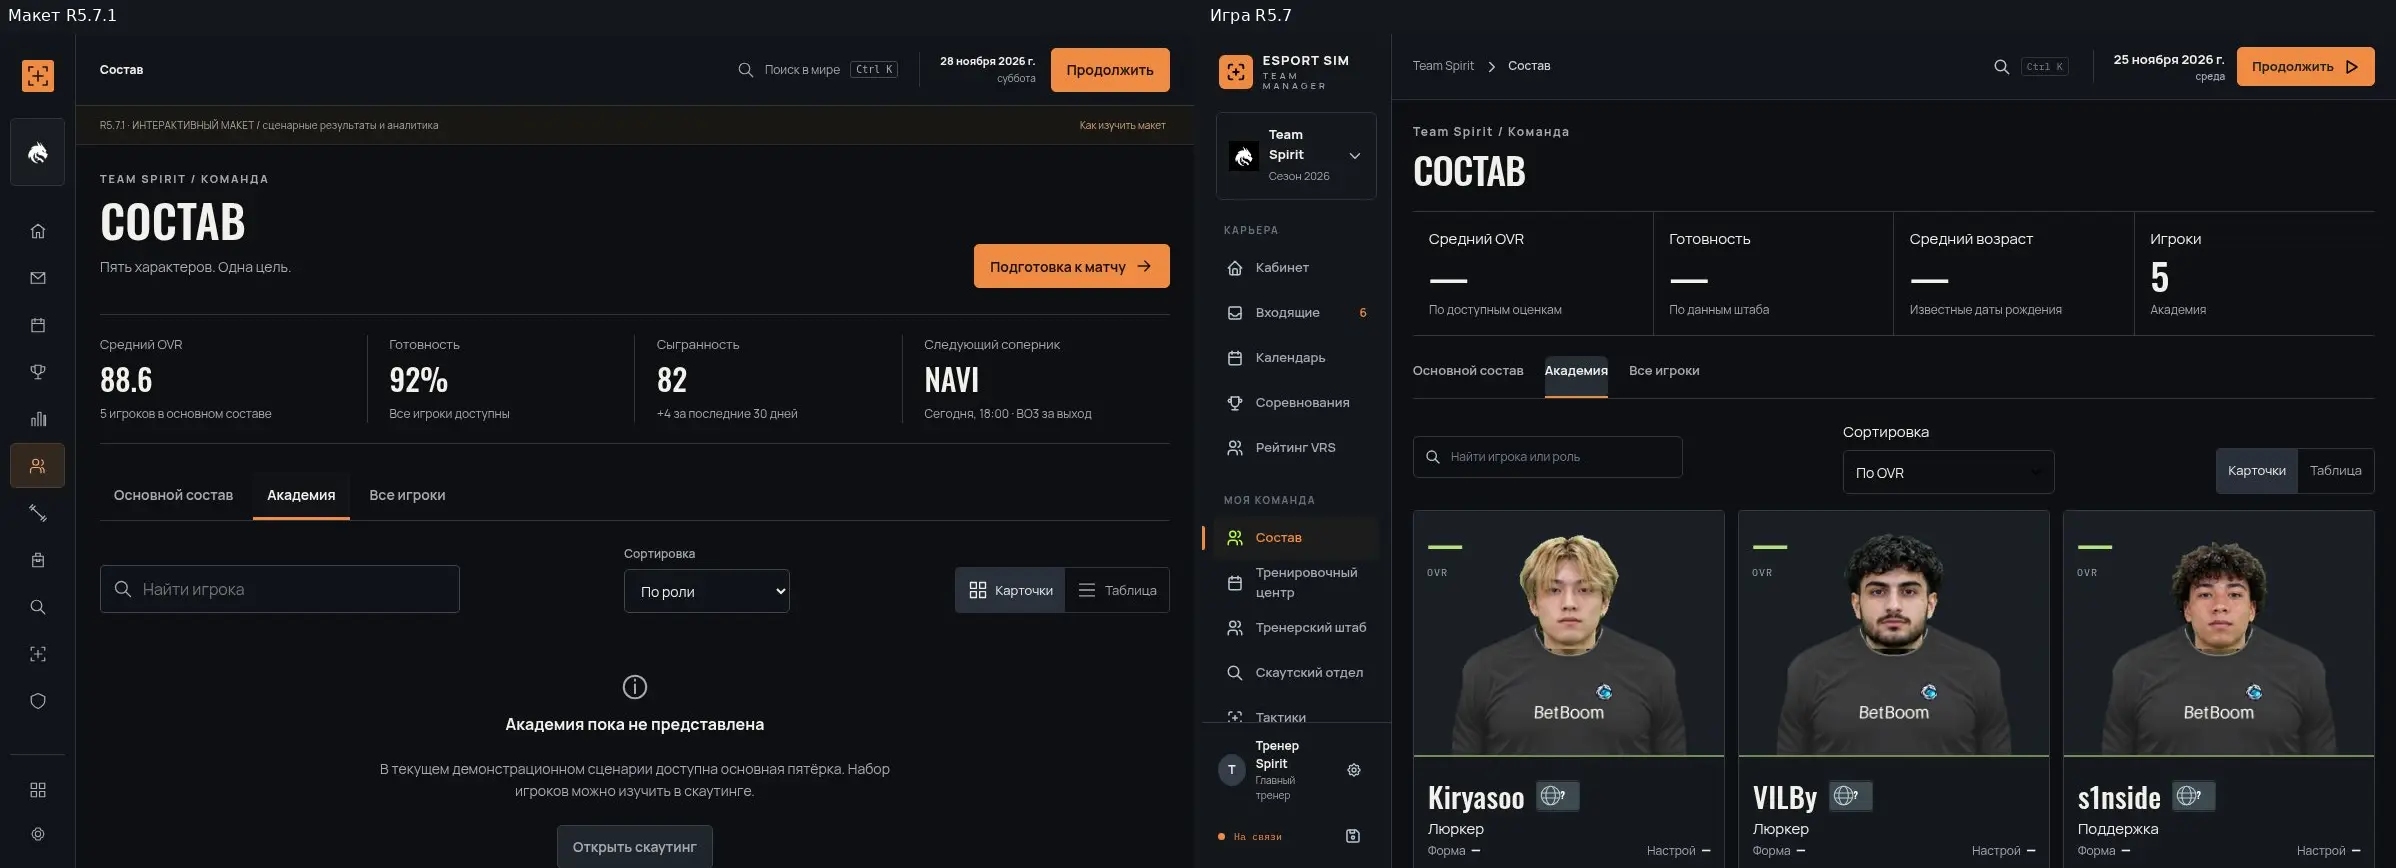 Макет R5.7.1
Состав
Поиск в мире
Ctrl K
28 ноября 2026 г.
суббота
Продолжить
R5.7.1 · ИНТЕРАКТИВНЫЙ МАКЕТ / сценарные результаты и аналитика
Как изучить макет
TEAM SPIRIT / КОМАНДА
СОСТАВ
Пять характеров. Одна цель.
Подготовка к матчу
Средний OVR
88.6
5 игроков в основном составе
Готовность
92%
Все игроки доступны
Сыгранность
82
+4 за последние 30 дней
Следующий соперник
NAVI
Сегодня, 18:00 · BO3 за выход
Основной состав
Академия
Все игроки
Найти игрока
Сортировка
По роли
Карточки
Таблица
Академия пока не представлена
В текущем демонстрационном сценарии доступна основная пятёрка. Набор
игроков можно изучить в скаутинге.
Открыть скаутинг
Игра R5.7
ESPORT SIM
TEAM
MANAGER
Team
Spirit
Сезон 2026
КАРЬЕРА
Кабинет
Входящие
6
Календарь
Соревнования
Рейтинг VRS
МОЯ КОМАНДА
Состав
Тренировочный
центр
Тренерский штаб
Скаутский отдел
Тактики
Т
Тренер
Spirit
Главный
тренер
На связи
Team Spirit
Состав
Ctrl K
25 ноября 2026 г.
среда
Продолжить
Team Spirit / Команда
СОСТАВ
Средний OVR
—
По доступным оценкам
Готовность
—
По данным штаба
Средний возраст
—
Известные даты рождения
Игроки
5
Академия
Основной состав
Академия
Все игроки
Найти игрока или роль
Сортировка
По OVR
Карточки
Таблица
—
OVR
BetBoom
Kiryasoo
?
Люркер
Форма —
Настрой —
—
OVR
BetBoom
VILBy
?
Люркер
Форма —
Настрой —
—
OVR
BetBoom
s1nside
?
Поддержка
Форма —
Настрой —